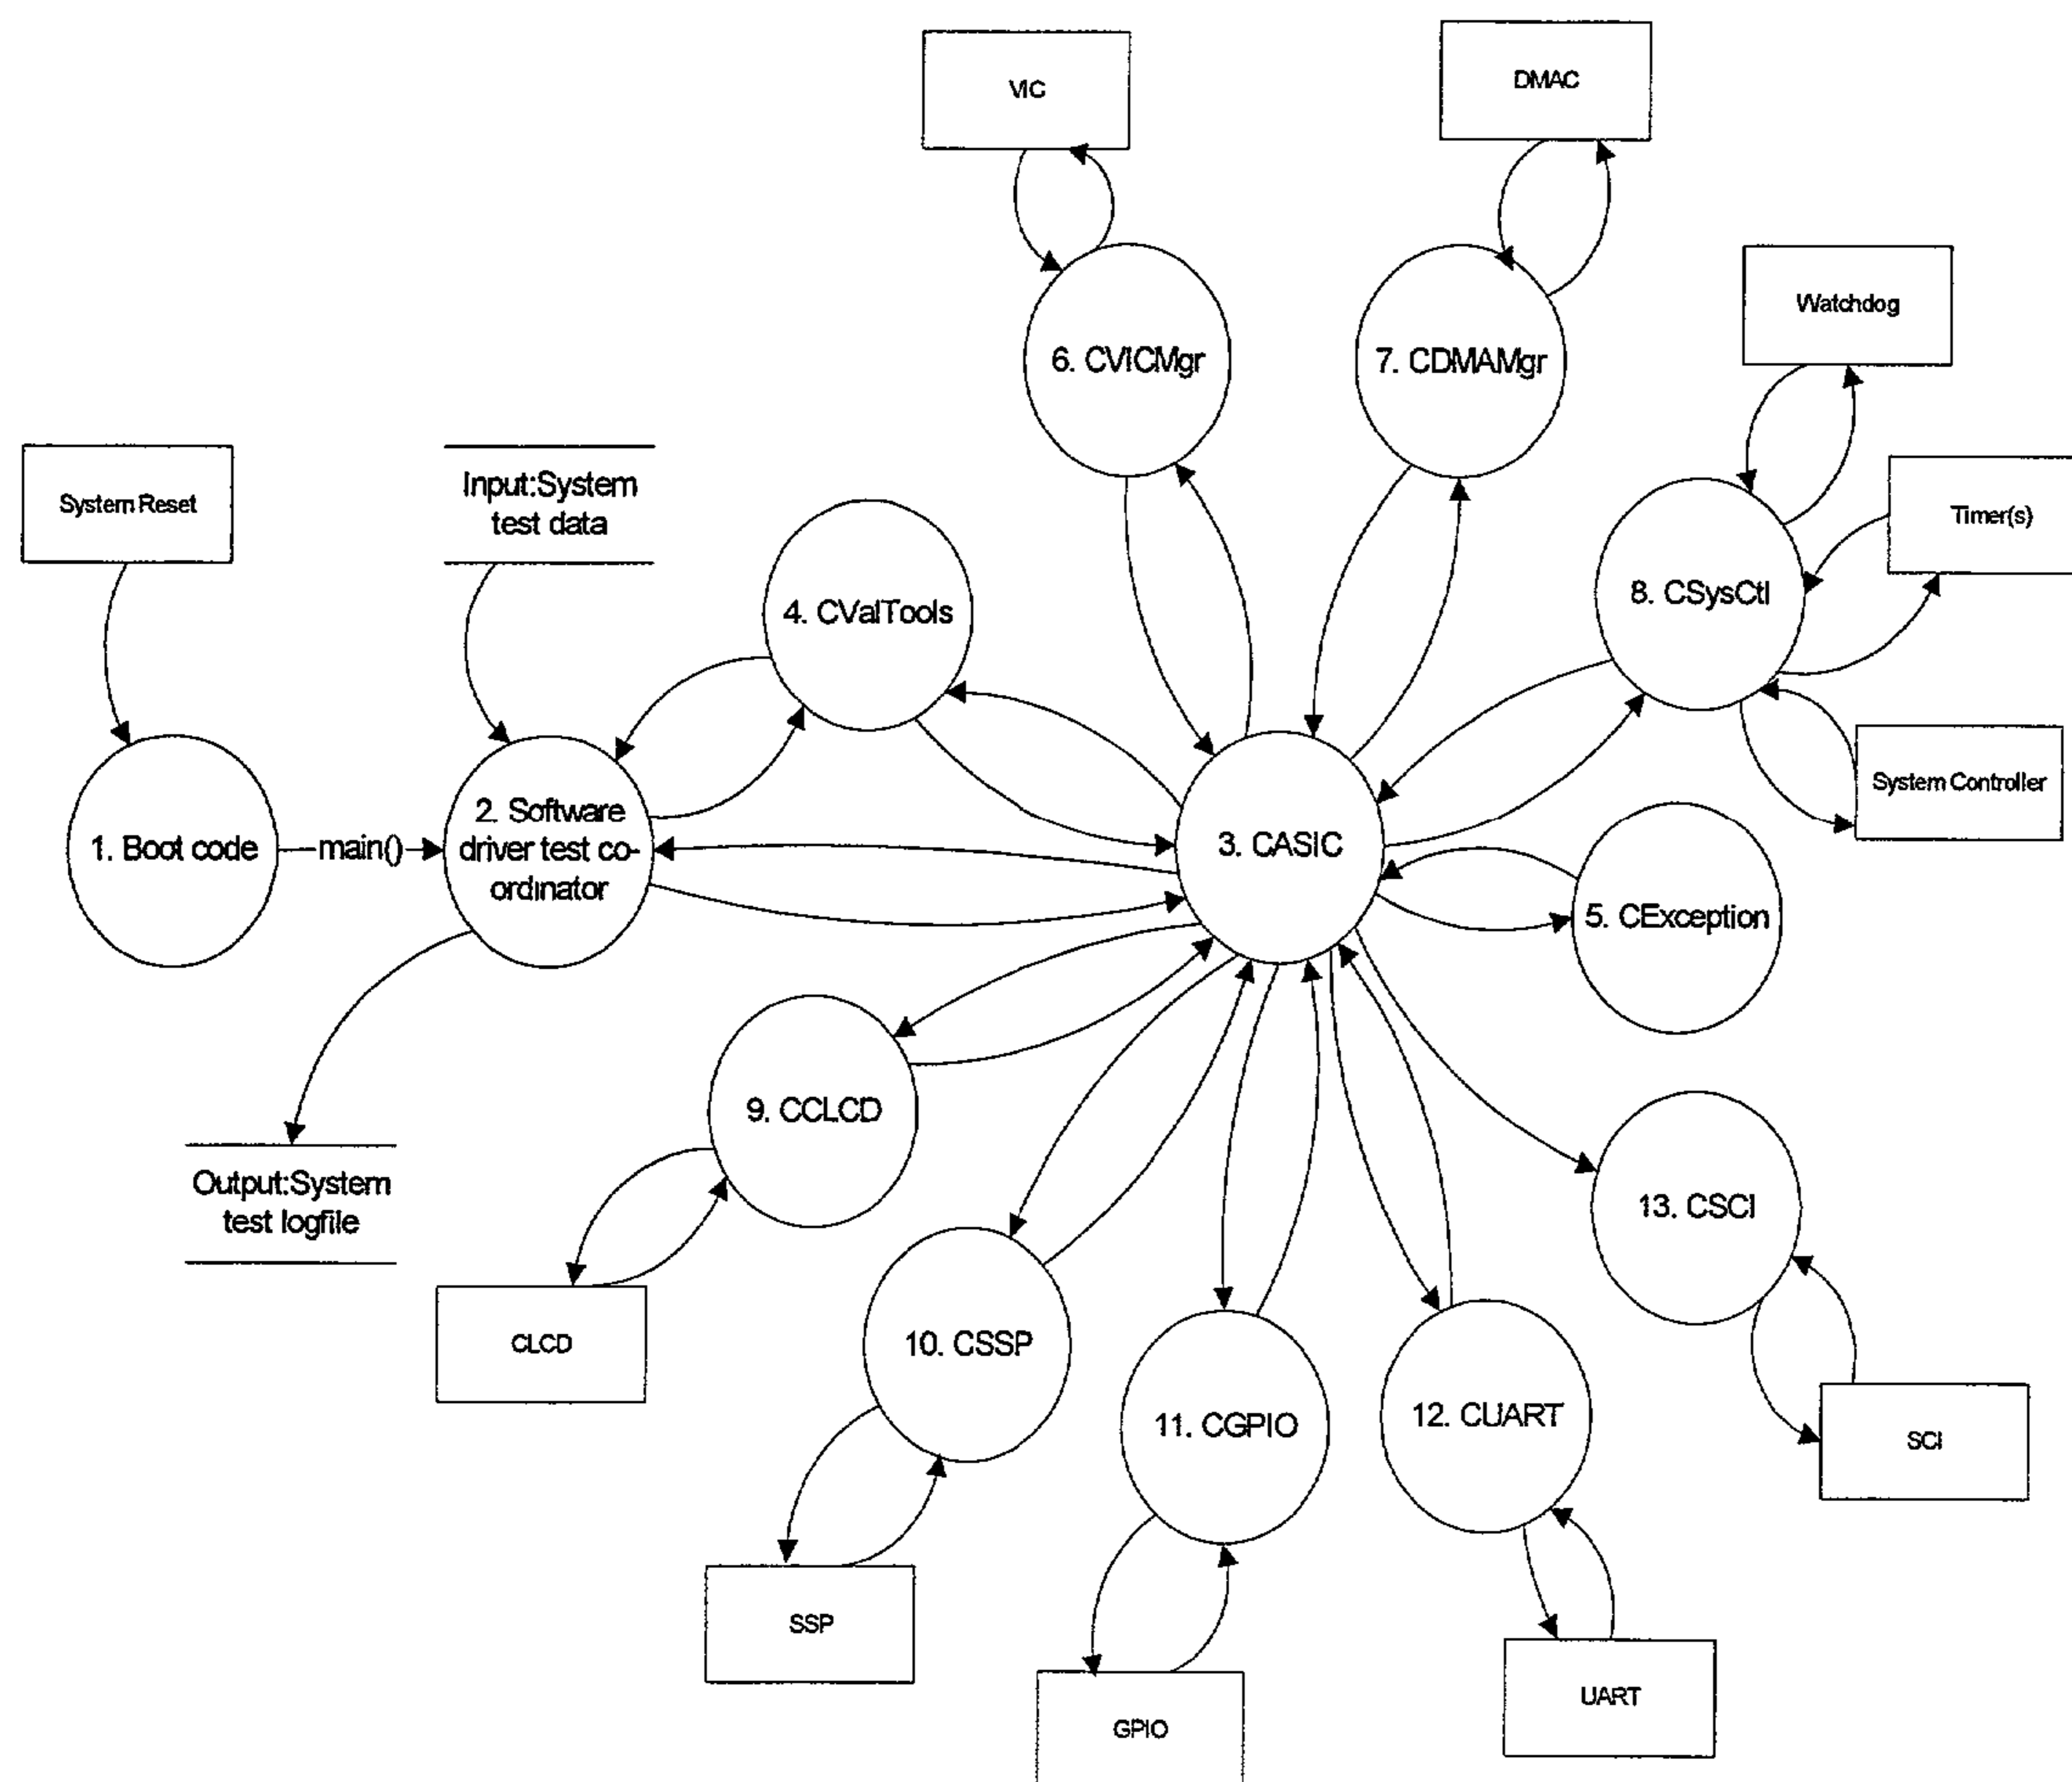 VIC
DMAC
Watchdog
6. CVICMgr
7. CDMAMgr
System Reset
Input:System
test data
Timer(s)
8. CSysCtl
4. CValTools
System Controller
1. Boot code
main()
2. Software
driver test co-
ordinator
3. CASIC
5. CException
9. CCLCD
Output:System
test logfile
13. CSCI
CLCD
10. CSSP
11. CGPIO
12. CUART
SCI
SSP
UART
GPIO